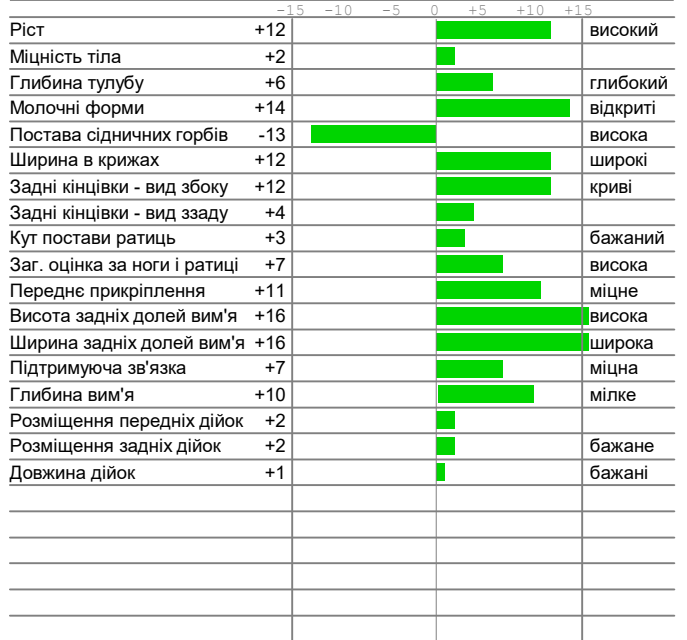 -15 -10 -5 0 +5 +10 +15
Ріст +12 високий
Міцність тіла +2
Глибина тулубу +6 глибокий
Молочні форми +14 відкриті
Постава сідничних горбів -13 висока
Ширина в крижах +12 широкі
Задні кінцівки - вид збоку +12 криві
Задні кінцівки - вид ззаду +4
Кут постави ратиць +3 бажаний
Заг. оцінка за ноги і ратиці +7 висока
Переднє прикріплення +11 міцне
Висота задніх долей вим'я +16 висока
Ширина задніх долей вим'я +16 широка
Підтримуюча зв'язка +7 міцна
Глибина вим'я +10 мілке
Розміщення передніх дійок +2
Розміщення задніх дійок +2 бажане
Довжина дійок +1 бажані